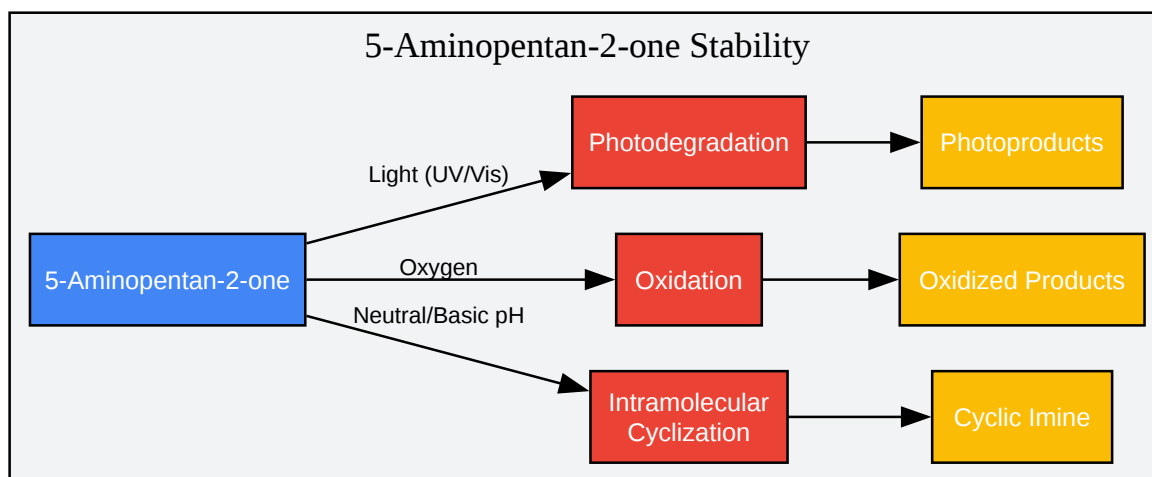 5-Aminopentan-2-one Stability
Light (UV/Vis)
Photodegradation
Photoproducts
5-Aminopentan-2-one
Oxygen
Oxidation
Oxidized Products
Neutral/Basic pH
Intramolecular
Cyclization
Cyclic Imine